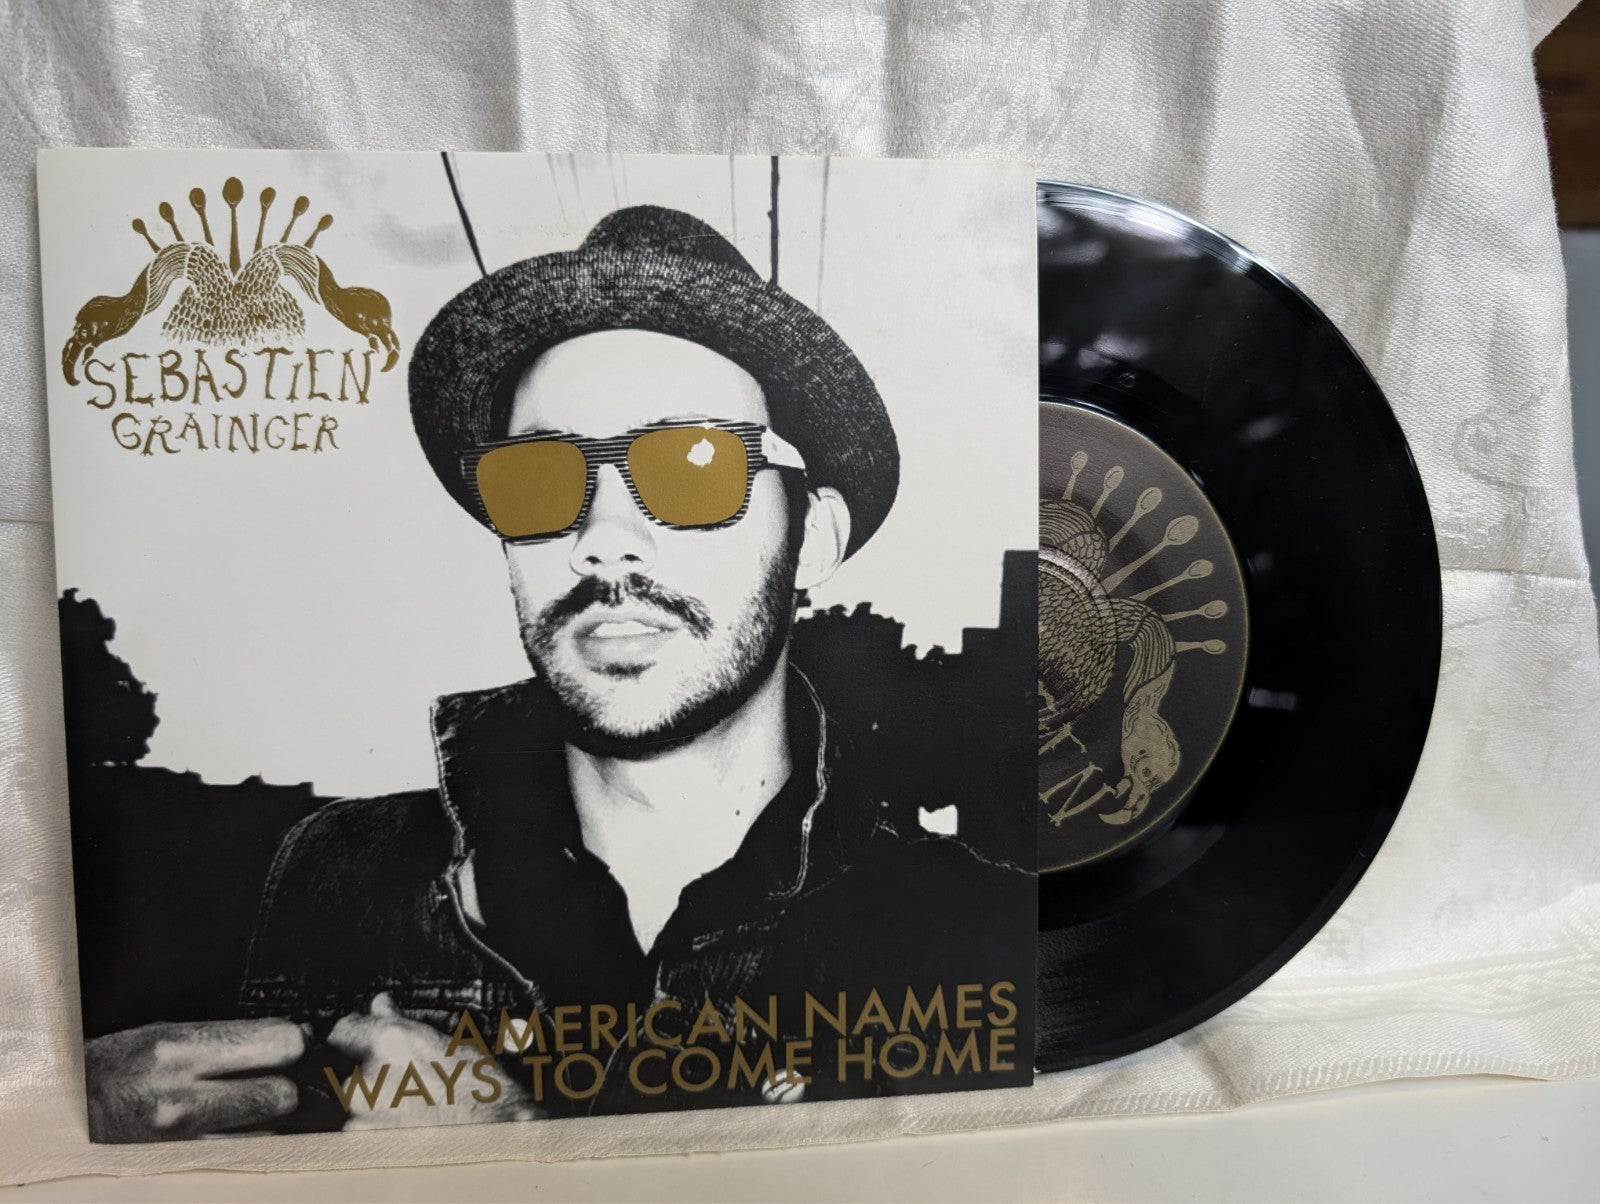 SEBASTIEN
GRAINGER
AMERICAN NAMES
WAYS TO COME HOME